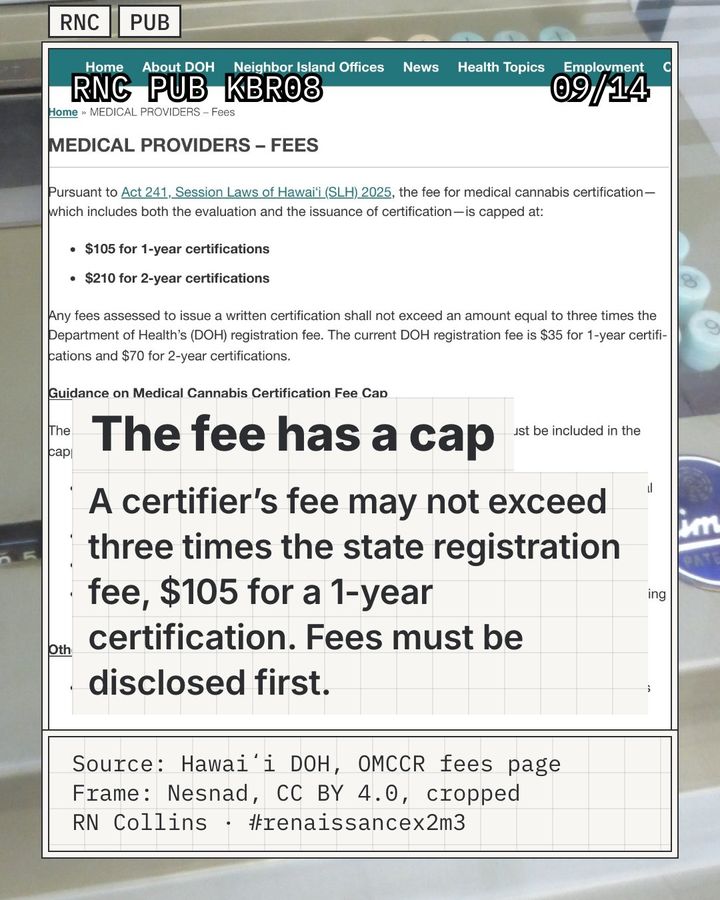 RNC PUB
Home About DOH Neighbor Island Offices News Health Topics Employment
RNC PUB KBR08 09/14
Home » MEDICAL PROVIDERS – Fees
MEDICAL PROVIDERS – FEES
Pursuant to Act 241, Session Laws of Hawaiʻi (SLH) 2025, the fee for medical cannabis certification—
which includes both the evaluation and the issuance of certification—is capped at:
• $105 for 1-year certifications
• $210 for 2-year certifications
Any fees assessed to issue a written certification shall not exceed an amount equal to three times the
Department of Health’s (DOH) registration fee. The current DOH registration fee is $35 for 1-year certifi-
cations and $70 for 2-year certifications.
Guidance on Medical Cannabis Certification Fee Cap
The
be included in the
The fee has a cap
A certifier’s fee may not exceed
three times the state registration
fee, $105 for a 1-year
certification. Fees must be
disclosed first.
Source: Hawaiʻi DOH, OMCCR fees page
Frame: Nesnad, CC BY 4.0, cropped
RN Collins · #renaissancex2m3